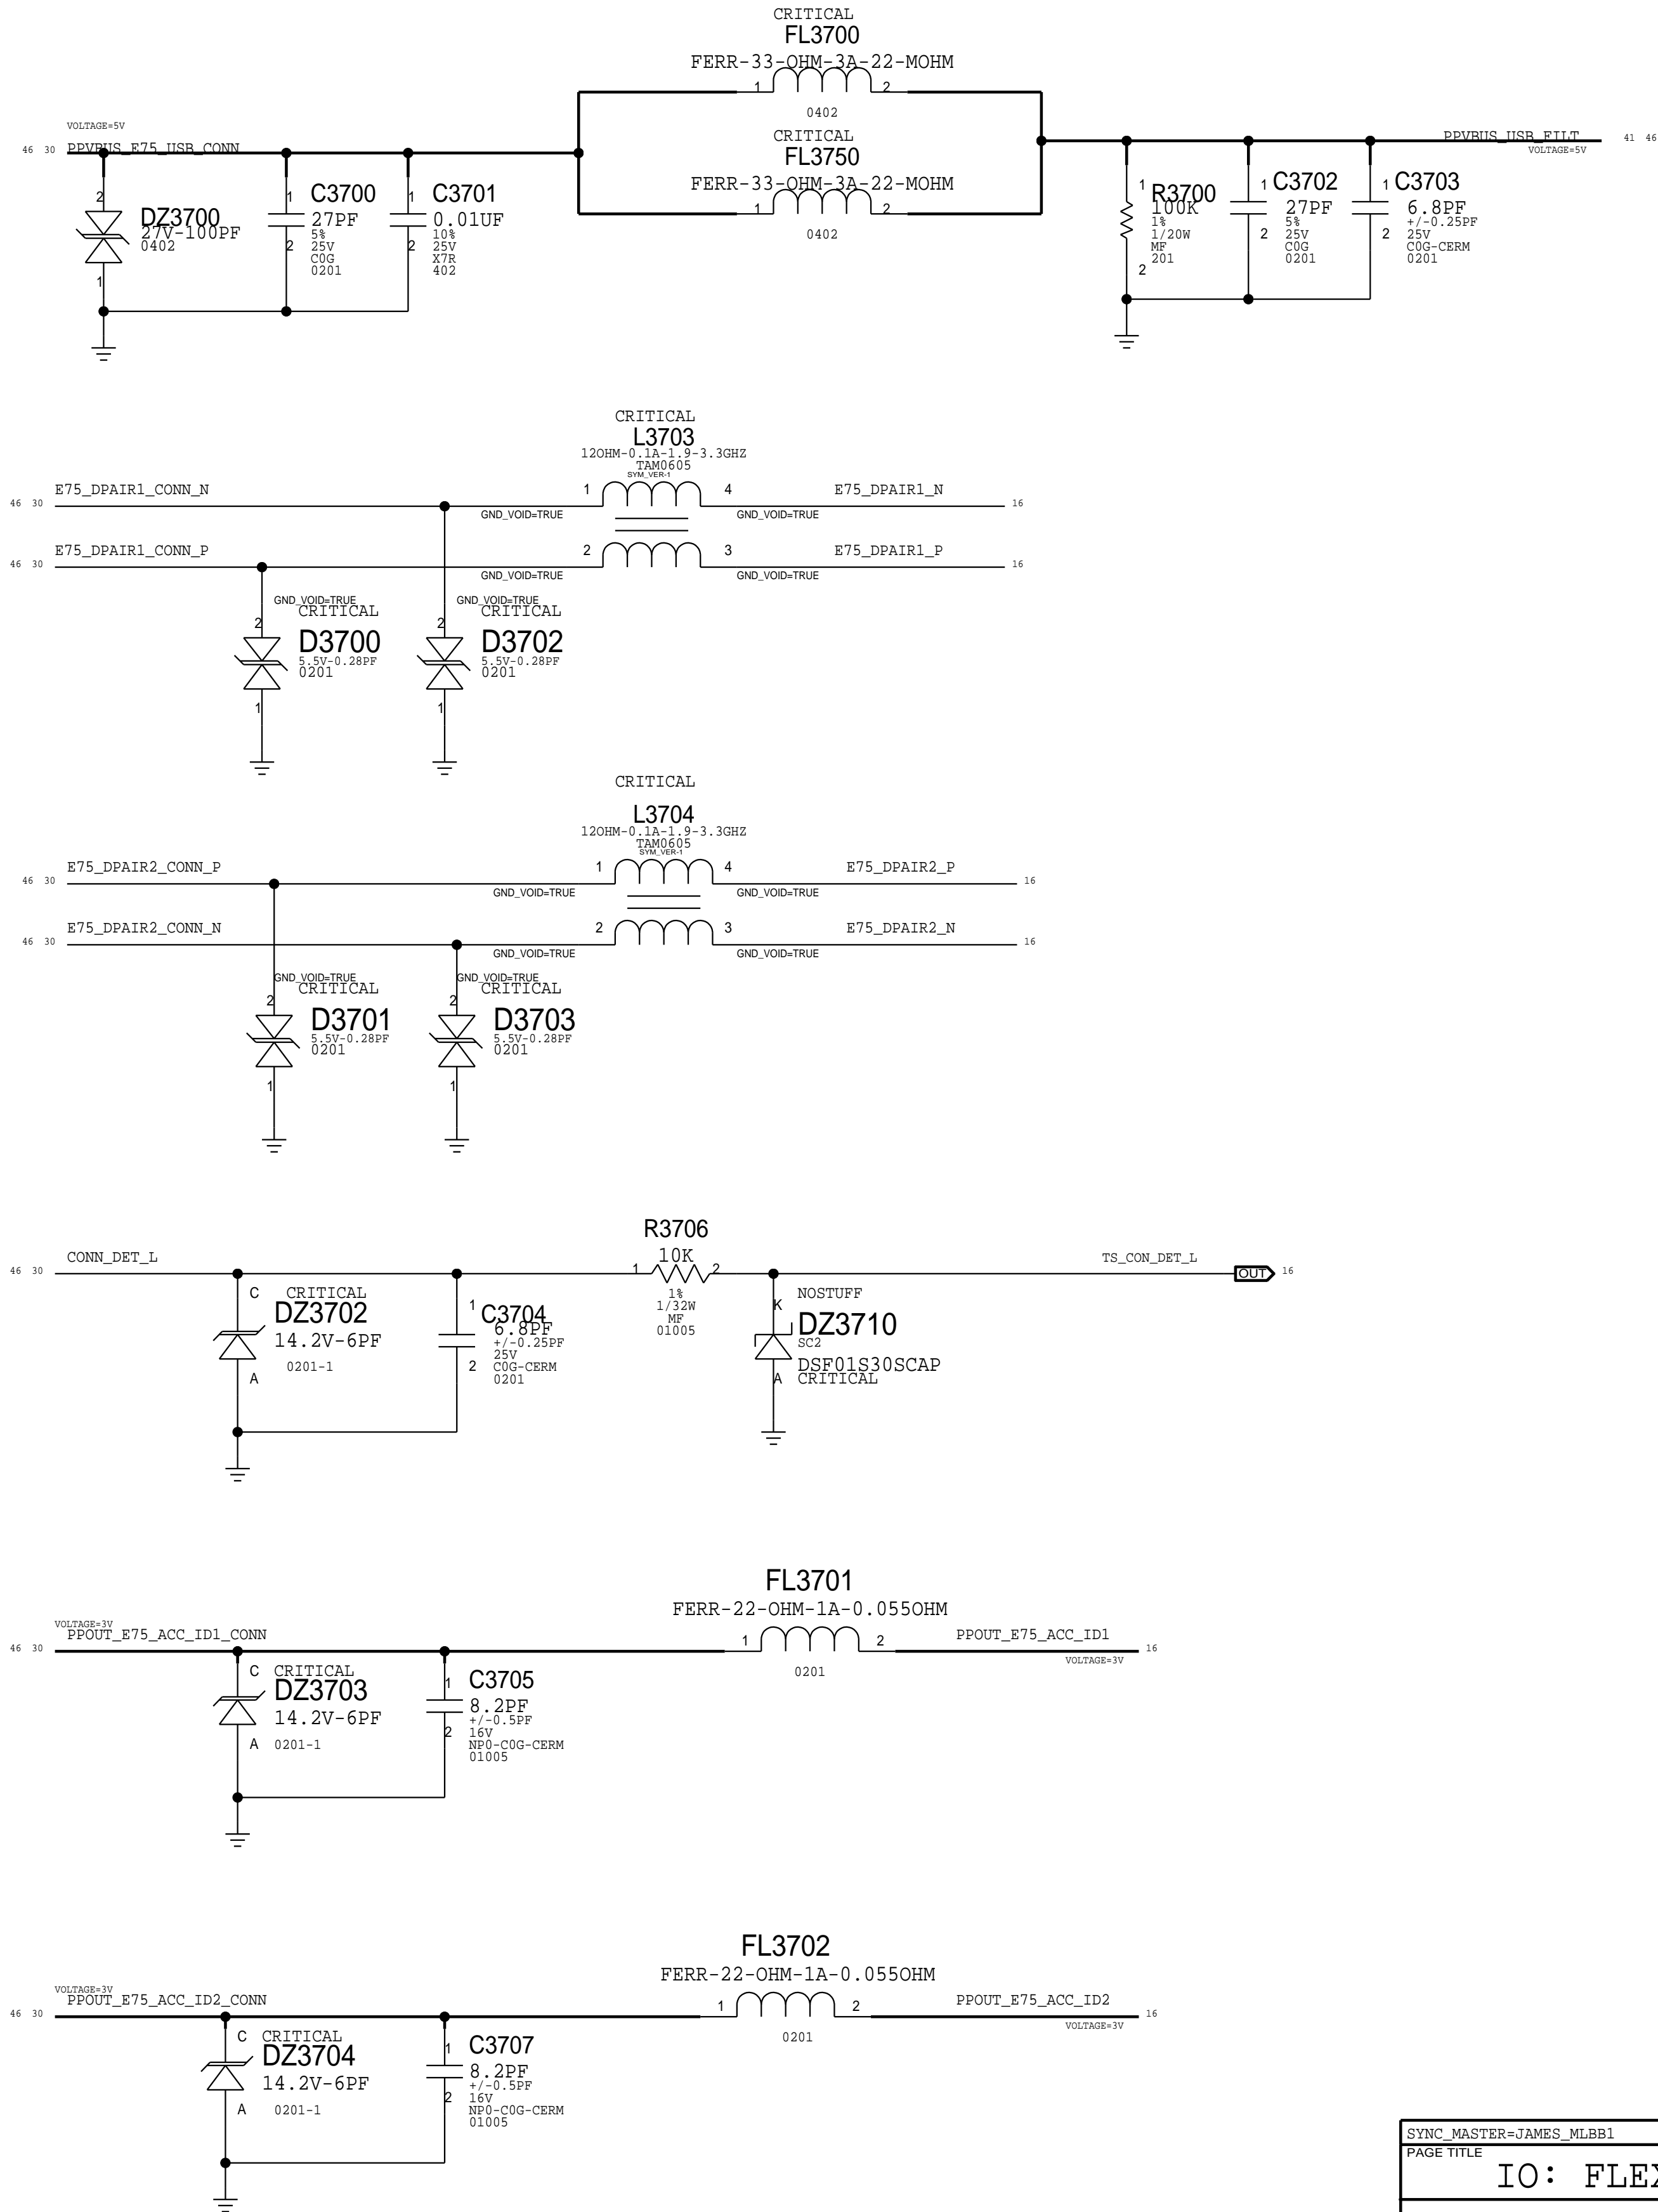 CRITICAL
FL3700
FERR-33-OHM-3A-22-MOHM
1
2
0402
VOLTAGE=5V
46 30
PPVBUS_E75_USB_CONN
CRITICAL
FL3750
FERR-33-OHM-3A-22-MOHM
1
2
0402
PPVBUS_USB_FILT
VOLTAGE=5V
41 46
2
DZ3700
27V-100PF
0402
1
1
C3700
27PF
5%
25V
C0G
0201
2
1
C3701
0.01UF
10%
25V
X7R
402
2
1
R3700
100K
1%
1/20W
MF
201
2
1
C3702
27PF
5%
25V
C0G
0201
2
1
C3703
6.8PF
+/-0.25PF
25V
C0G-CERM
0201
2
CRITICAL
L3703
12OHM-0.1A-1.9-3.3GHZ
TAM0605
SYM_VER-1
46 30
E75_DPAIR1_CONN_N
GND_VOID=TRUE
1
4
GND_VOID=TRUE
E75_DPAIR1_N
16
46 30
E75_DPAIR1_CONN_P
GND_VOID=TRUE
2
3
GND_VOID=TRUE
E75_DPAIR1_P
16
GND_VOID=TRUE
CRITICAL
2
D3700
5.5V-0.28PF
0201
1
GND_VOID=TRUE
CRITICAL
2
D3702
5.5V-0.28PF
0201
1
CRITICAL
L3704
12OHM-0.1A-1.9-3.3GHZ
TAM0605
SYM_VER-1
46 30
E75_DPAIR2_CONN_P
GND_VOID=TRUE
1
4
GND_VOID=TRUE
E75_DPAIR2_P
16
46 30
E75_DPAIR2_CONN_N
GND_VOID=TRUE
2
3
GND_VOID=TRUE
E75_DPAIR2_N
16
GND_VOID=TRUE
CRITICAL
2
D3701
5.5V-0.28PF
0201
1
GND_VOID=TRUE
CRITICAL
2
D3703
5.5V-0.28PF
0201
1
46 30
CONN_DET_L
R3706
10K
1
2
1%
1/32W
MF
01005
TS_CON_DET_L
OUT
16
C
CRITICAL
DZ3702
14.2V-6PF
0201-1
A
1
C3704
6.8PF
+/-0.25PF
25V
C0G-CERM
0201
2
NOSTUFF
K
DZ3710
SC2
DSF01S30SCAP
CRITICAL
A
FL3701
FERR-22-OHM-1A-0.055OHM
VOLTAGE=3V
46 30
PPOUT_E75_ACC_ID1_CONN
1
2
0201
PPOUT_E75_ACC_ID1
VOLTAGE=3V
16
C
CRITICAL
DZ3703
14.2V-6PF
0201-1
A
1
C3705
8.2PF
+/-0.5PF
16V
NP0-C0G-CERM
01005
2
FL3702
FERR-22-OHM-1A-0.055OHM
VOLTAGE=3V
46 30
PPOUT_E75_ACC_ID2_CONN
1
2
0201
PPOUT_E75_ACC_ID2
VOLTAGE=3V
16
C
CRITICAL
DZ3704
14.2V-6PF
0201-1
A
1
C3707
8.2PF
+/-0.5PF
16V
NP0-C0G-CERM
01005
2
SYNC_MASTER=JAMES_MLBB1
PAGE TITLE
IO: FLEX